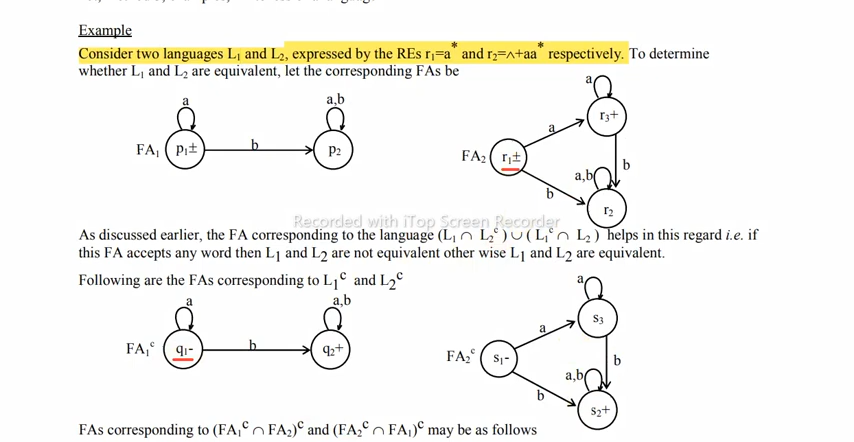 Example
Consider two languages L₁ and L₂, expressed by the REs r₁=a* and r₂=^+aa* respectively. To determine
whether L₁ and L₂ are equivalent, let the corresponding FAs be
a
a,b
a
FA₁
p₁±
b
p₂
FA₂
r₁±
a
r₃+
b
a,b
b
r₂
Recorded with iTop Screen Recorder
As discussed earlier, the FA corresponding to the language (L₁ ∩ L₂ᶜ) ∪ ( L₁ᶜ ∩ L₂ ) helps in this regard i.e. if
this FA accepts any word then L₁ and L₂ are not equivalent other wise L₁ and L₂ are equivalent.
Following are the FAs corresponding to L₁ᶜ and L₂ᶜ
a
a,b
a
FA₁ᶜ
q₁-
b
q₂+
FA₂ᶜ
s₁-
a
s₃
b
a,b
b
s₂+
FAs corresponding to (FA₁ᶜ ∩ FA₂)ᶜ and (FA₂ᶜ ∩ FA₁)ᶜ may be as follows